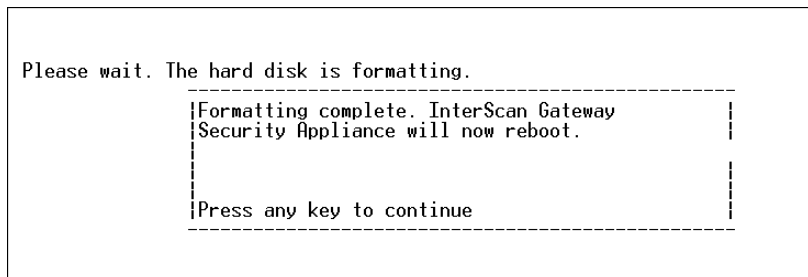 Please wait. The hard disk is formatting.
Formatting complete. InterScan Gateway
Security Appliance will now reboot.
Press any key to continue